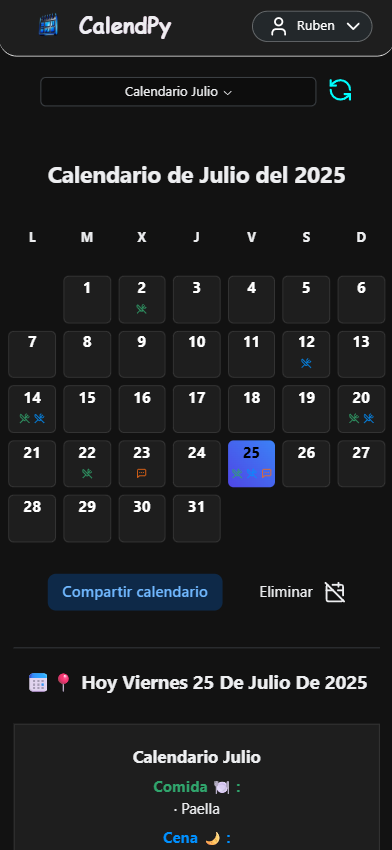 CalendPy
Ruben
Calendario Julio
Calendario de Julio del 2025
L M X J V S D
1 2 3 4 5 6
7 8 9 10 11 12 13
14 15 16 17 18 19 20
21 22 23 24 25 26 27
28 29 30 31
Compartir calendario
Eliminar
Hoy Viernes 25 De Julio De 2025
Calendario Julio
Comida 🍽️ :
· Paella
Cena 🌙 :